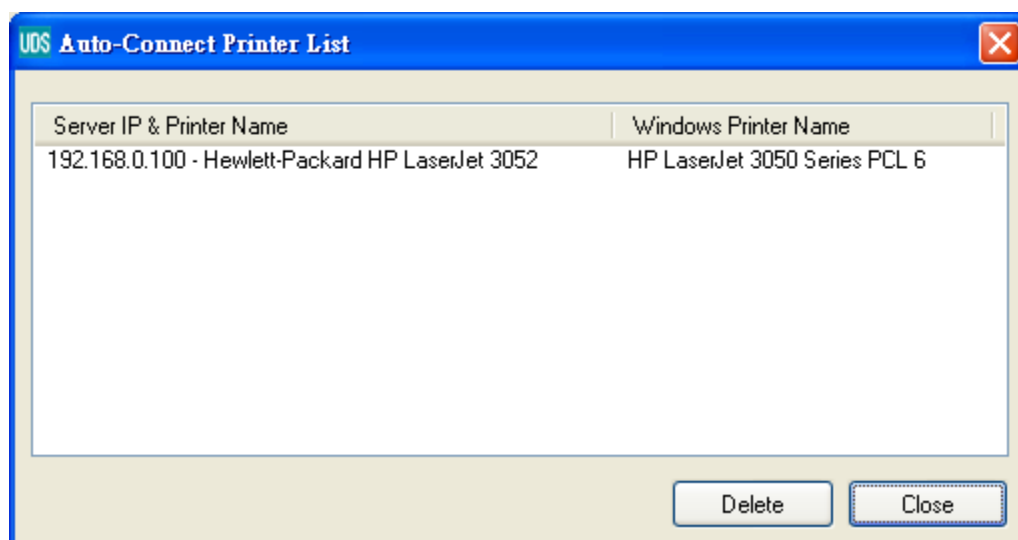 UDS Auto-Connect Printer List
Server IP & Printer Name Windows Printer Name
192.168.0.100 - Hewlett-Packard HP LaserJet 3052 HP LaserJet 3050 Series PCL 6
Delete Close